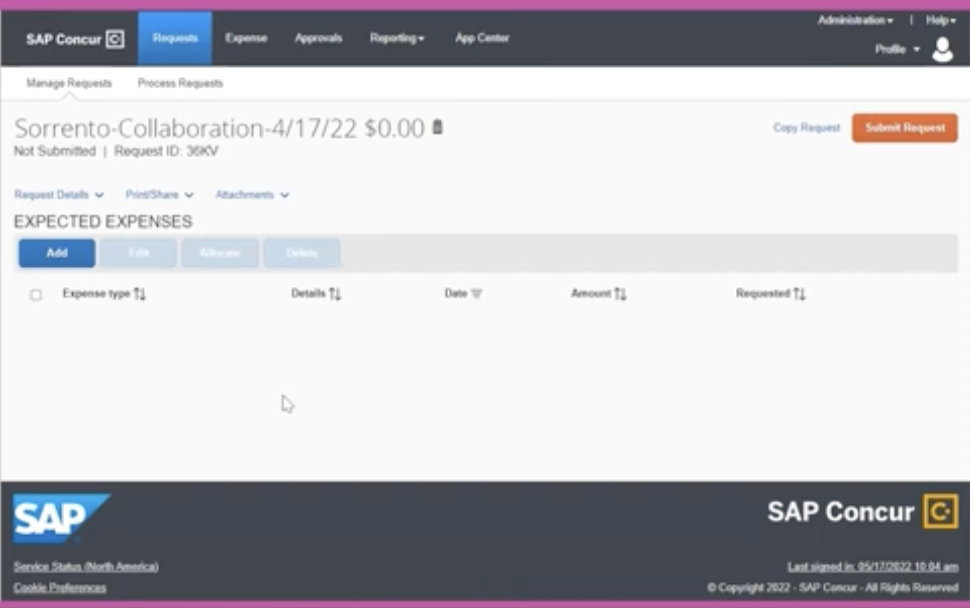 Administration | Help
SAP Concur C Requests Expense Approvals Reporting App Center
Profile
Manage Requests Process Requests
Sorrento-Collaboration-4/17/22 $0.00
Copy Request Submit Request
Not Submitted | Request ID: 36KV
Request Details Print/Share Attachments
EXPECTED EXPENSES
Add Edit Allocate Delete
Expense type Details Date Amount Requested
SAP
SAP Concur C
Service Status (North America)
Last signed in: 05/17/2022 10:04 am
Cookie Preferences
© Copyright 2022 - SAP Concur - All Rights Reserved